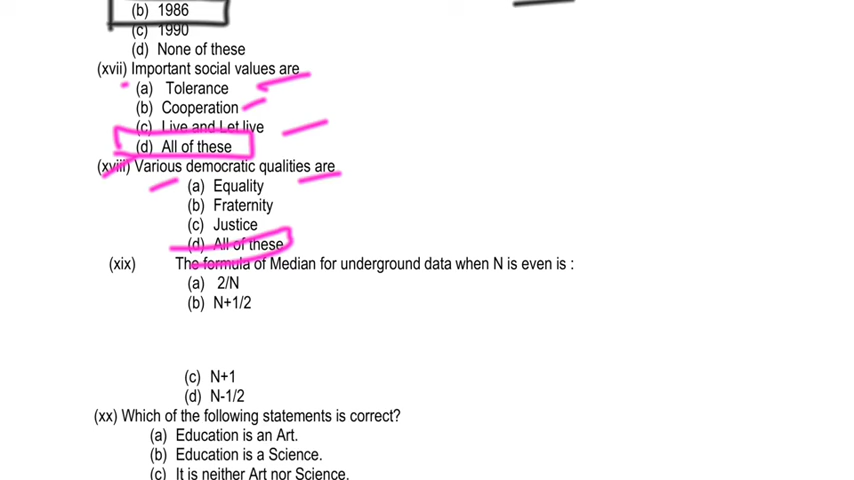 (b) 1986
(c) 1990
(d) None of these
(xvii) Important social values are
(a) Tolerance
(b) Cooperation
(c) Live and Let live
(d) All of these
(xviii) Various democratic qualities are
(a) Equality
(b) Fraternity
(c) Justice
(d) All of these
(xix) The formula of Median for underground data when N is even is :
(a) 2/N
(b) N+1/2
(c) N+1
(d) N-1/2
(xx) Which of the following statements is correct?
(a) Education is an Art.
(b) Education is a Science.
(c) It is neither Art nor Science.